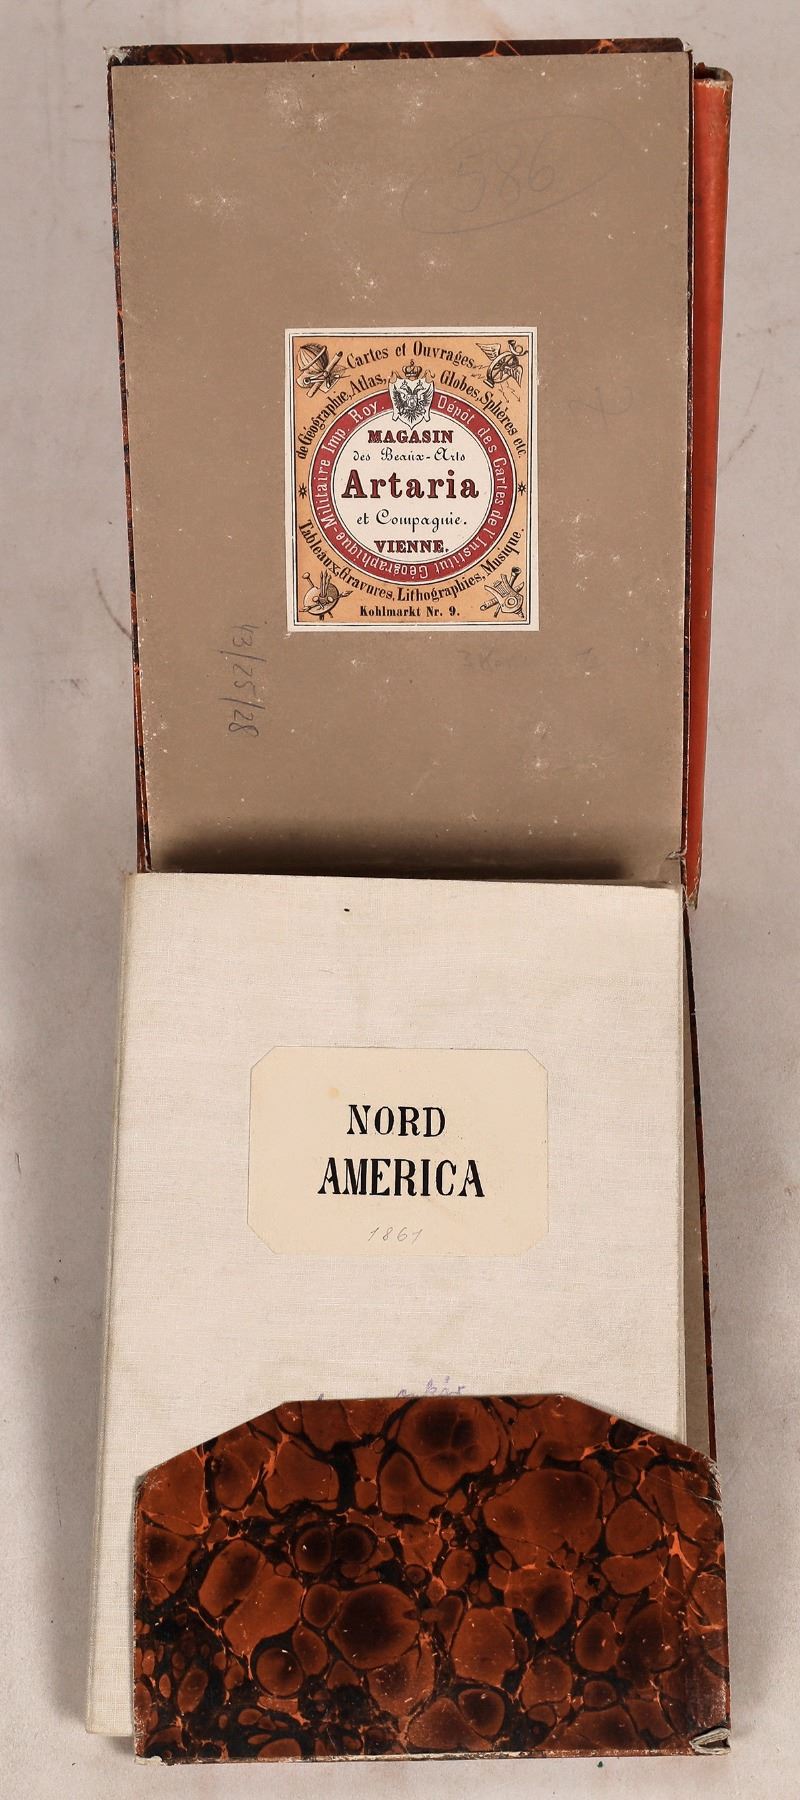 586
Cartes et Ouvrages
de Géographie, Atlas, Globes, Sphères etc.
Dépôt des Cartes de l'Institut Géographique-Militaire Imp. Roy.
MAGASIN
des Beaux-Arts
Artaria
et Compagnie.
VIENNE.
Tableaux, Gravures, Lithographies, Musique.
Kohlmarkt Nr. 9.
43/25/28
NORD
AMERICA
1861